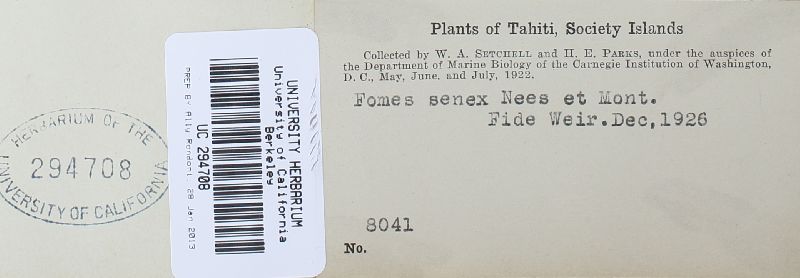 HERBARIUM OF THE
294708
UNIVERSITY OF CALIFORNIA
UNIVERSITY HERBARIUM
University of California
Berkeley
UC 294708
PREP BY Ally Rondoni, 28 Jan 2013
Plants of Tahiti, Society Islands
Collected by W. A. SETCHELL and H. E. PARKS, under the auspices of
the Department of Marine Biology of the Carnegie Institution of Washington,
D. C., May, June, and July, 1922.
Fomes senex Nees et Mont.
Fide Weir.Dec,1926
8041
No.